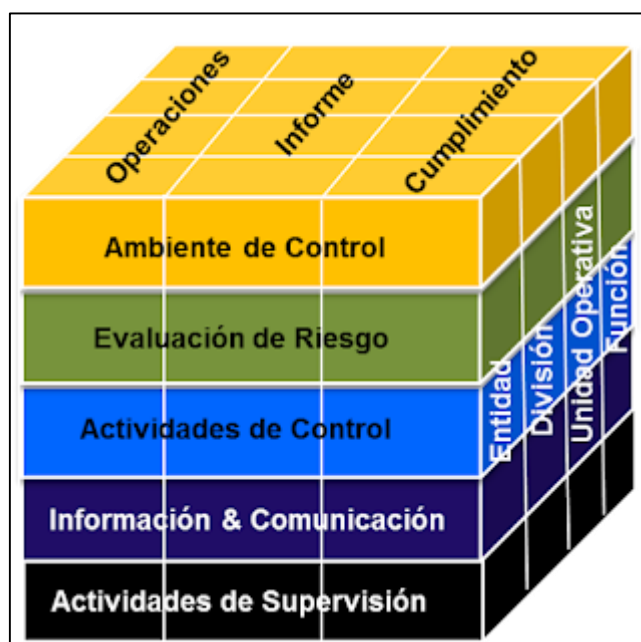 Operaciones
Informe
Cumplimiento
Ambiente de Control
Evaluación de Riesgo
Actividades de Control
Información & Comunicación
Actividades de Supervisión
Entidad
División
Unidad Operativa
Función